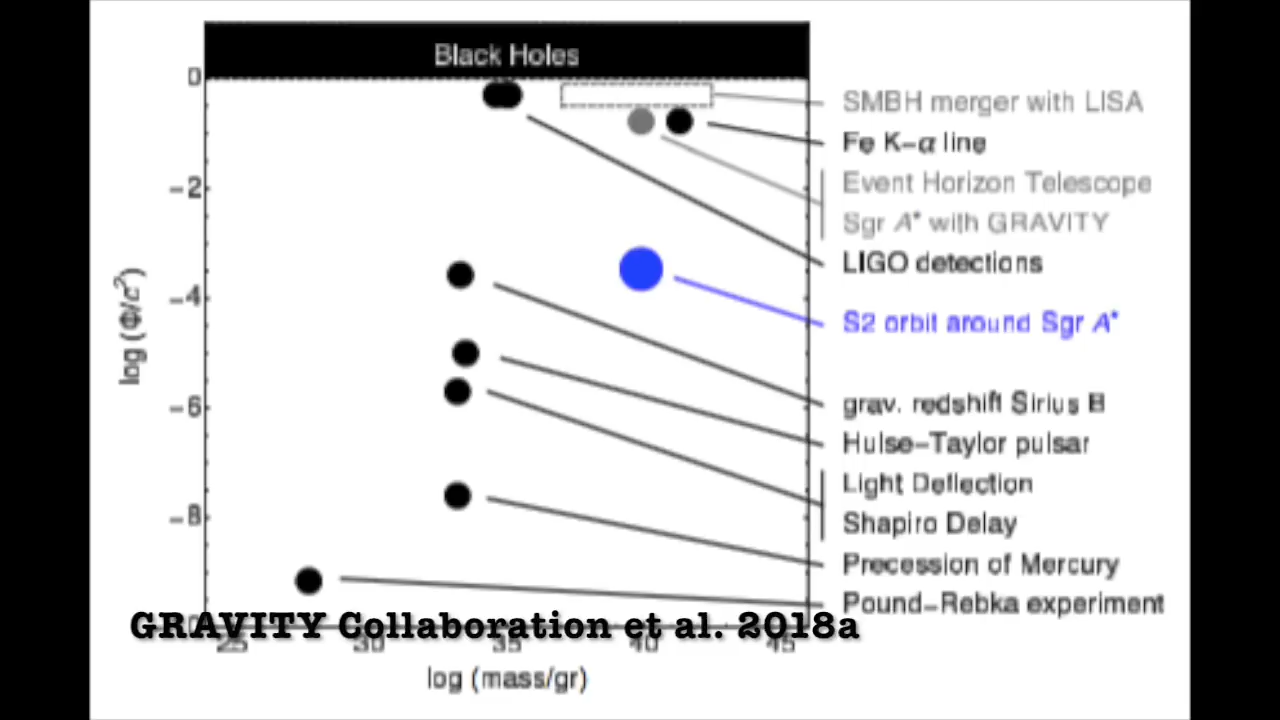 Black Holes
0
SMBH merger with LISA
Fe K−α line
−2
Event Horizon Telescope
Sgr A* with GRAVITY
LIGO detections
log (Φ/c²)
−4
S2 orbit around Sgr A*
−6
grav. redshift Sirius B
Hulse−Taylor pulsar
Light Deflection
−8
Shapiro Delay
Precession of Mercury
Pound−Rebka experiment
GRAVITY Collaboration et al. 2018a
25 30 35 40 45
log (mass/gr)